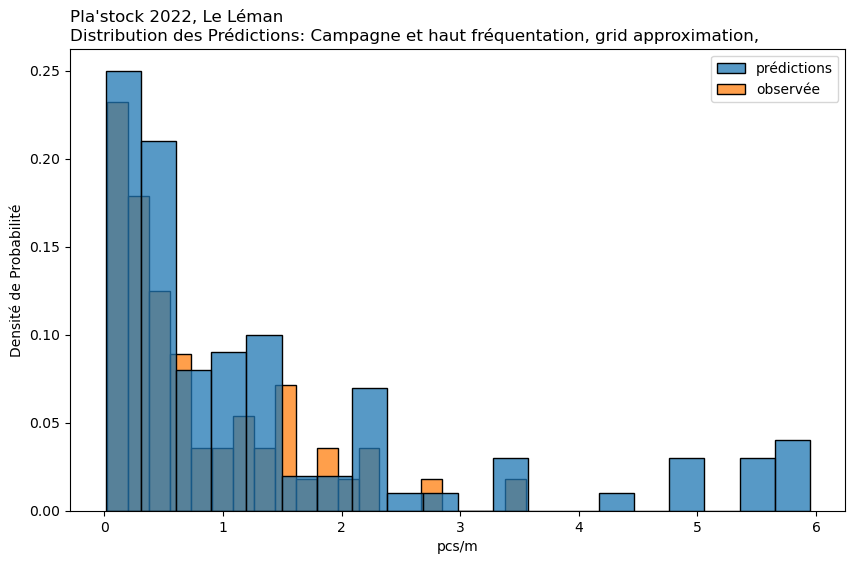 Pla'stock 2022, Le Léman
Distribution des Prédictions: Campagne et haut fréquentation, grid approximation,
prédictions
observée
Densité de Probabilité
0.25
0.20
0.15
0.10
0.05
0.00
0 1 2 3 4 5 6
pcs/m